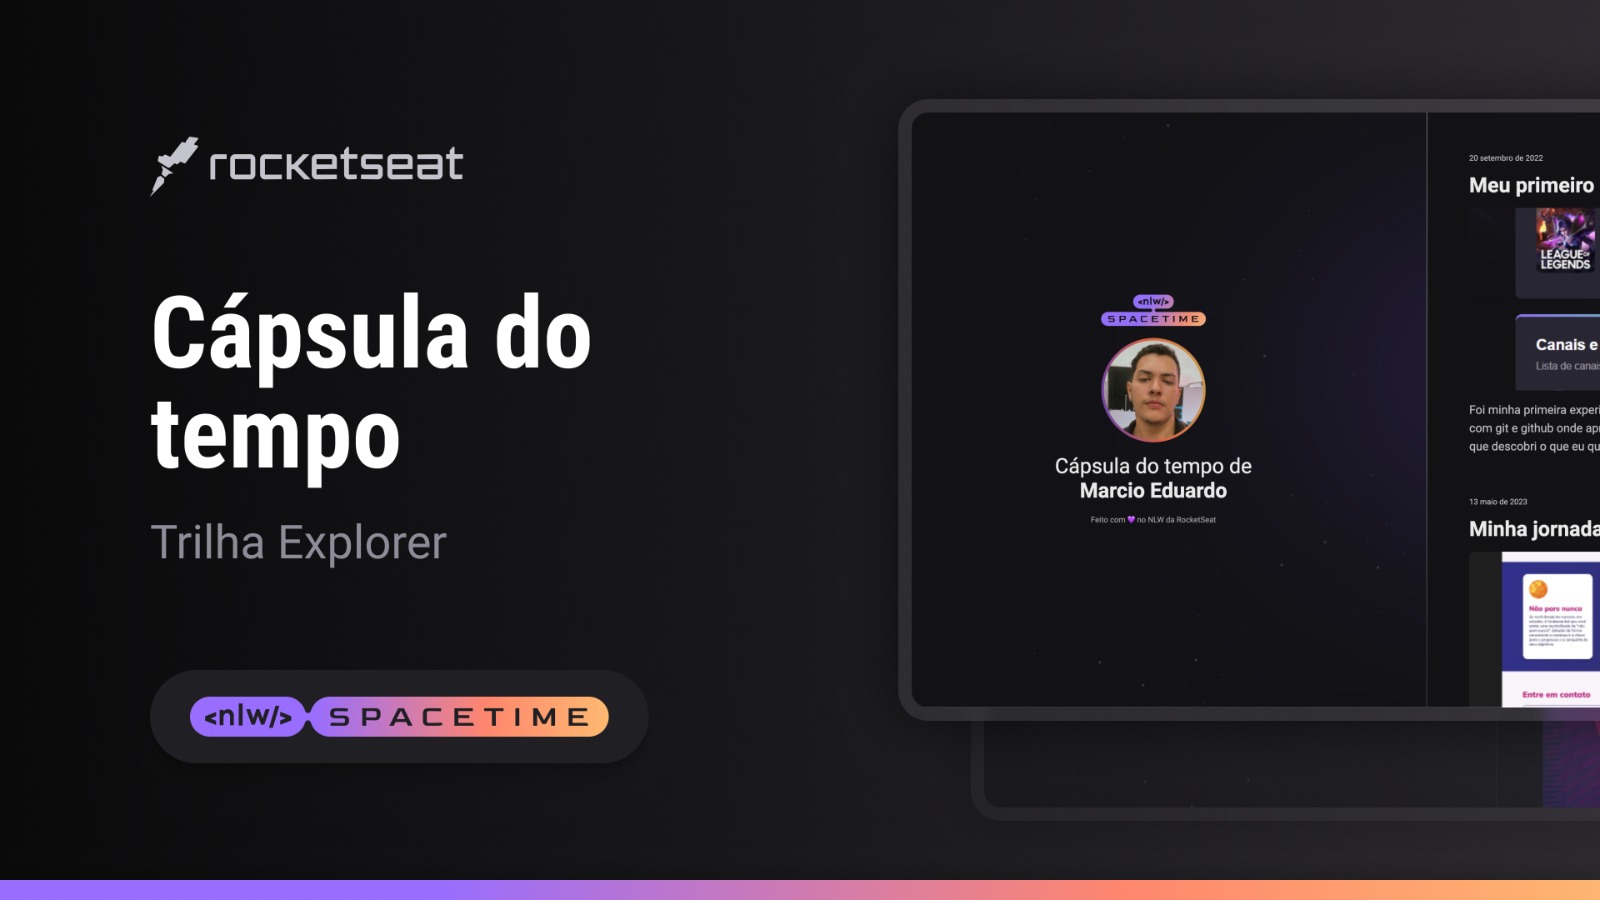 rocketseat
Cápsula do
tempo
Trilha Explorer
<nlw/> SPACETIME
<nlw/>
SPACETIME
Cápsula do tempo de
Marcio Eduardo
Feito com 💜 no NLW da RocketSeat
20 setembro de 2022
Meu primeiro
LEAGUE OF
LEGENDS
Canais e
Lista de canais
Foi minha primeira experi
com git e github onde apr
que descobri o que eu qu
13 maio de 2023
Minha jornada
Não pare nunca
Entre em contato